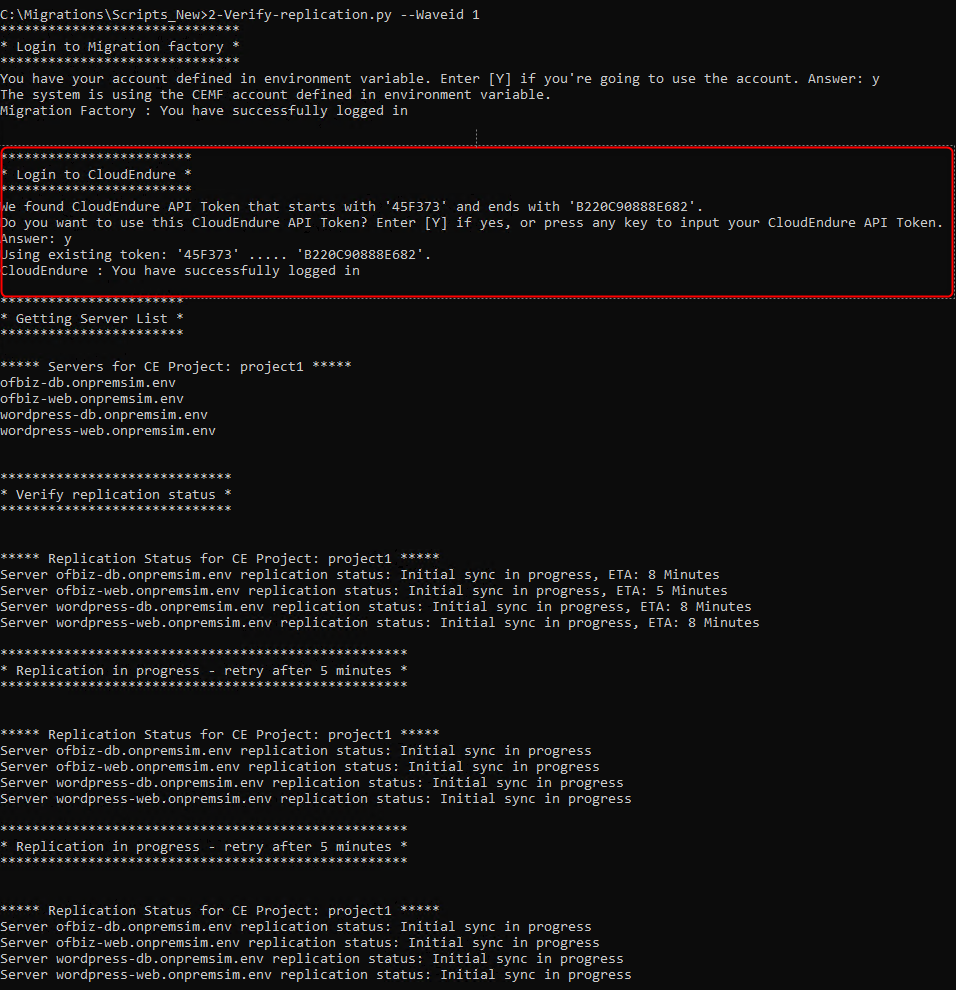 C:\Migrations\Scripts_New>2-Verify-replication.py --Waveid 1
******************************
* Login to Migration factory *
******************************
You have your account defined in environment variable. Enter [Y] if you're going to use the account. Answer: y
The system is using the CEMF account defined in environment variable.
Migration Factory : You have successfully logged in
************************
* Login to CloudEndure *
************************
We found CloudEndure API Token that starts with '45F373' and ends with 'B220C90888E682'.
Do you want to use this CloudEndure API Token? Enter [Y] if yes, or press any key to input your CloudEndure API Token.
Answer: y
Using existing token: '45F373' ..... 'B220C90888E682'.
CloudEndure : You have successfully logged in
***********************
* Getting Server List *
***********************
***** Servers for CE Project: project1 *****
ofbiz-db.onpremsim.env
ofbiz-web.onpremsim.env
wordpress-db.onpremsim.env
wordpress-web.onpremsim.env
*****************************
* Verify replication status *
*****************************
***** Replication Status for CE Project: project1 *****
Server ofbiz-db.onpremsim.env replication status: Initial sync in progress, ETA: 8 Minutes
Server ofbiz-web.onpremsim.env replication status: Initial sync in progress, ETA: 5 Minutes
Server wordpress-db.onpremsim.env replication status: Initial sync in progress, ETA: 8 Minutes
Server wordpress-web.onpremsim.env replication status: Initial sync in progress, ETA: 8 Minutes
***************************************************
* Replication in progress - retry after 5 minutes *
***************************************************
***** Replication Status for CE Project: project1 *****
Server ofbiz-db.onpremsim.env replication status: Initial sync in progress
Server ofbiz-web.onpremsim.env replication status: Initial sync in progress
Server wordpress-db.onpremsim.env replication status: Initial sync in progress
Server wordpress-web.onpremsim.env replication status: Initial sync in progress
***************************************************
* Replication in progress - retry after 5 minutes *
***************************************************
***** Replication Status for CE Project: project1 *****
Server ofbiz-db.onpremsim.env replication status: Initial sync in progress
Server ofbiz-web.onpremsim.env replication status: Initial sync in progress
Server wordpress-db.onpremsim.env replication status: Initial sync in progress
Server wordpress-web.onpremsim.env replication status: Initial sync in progress